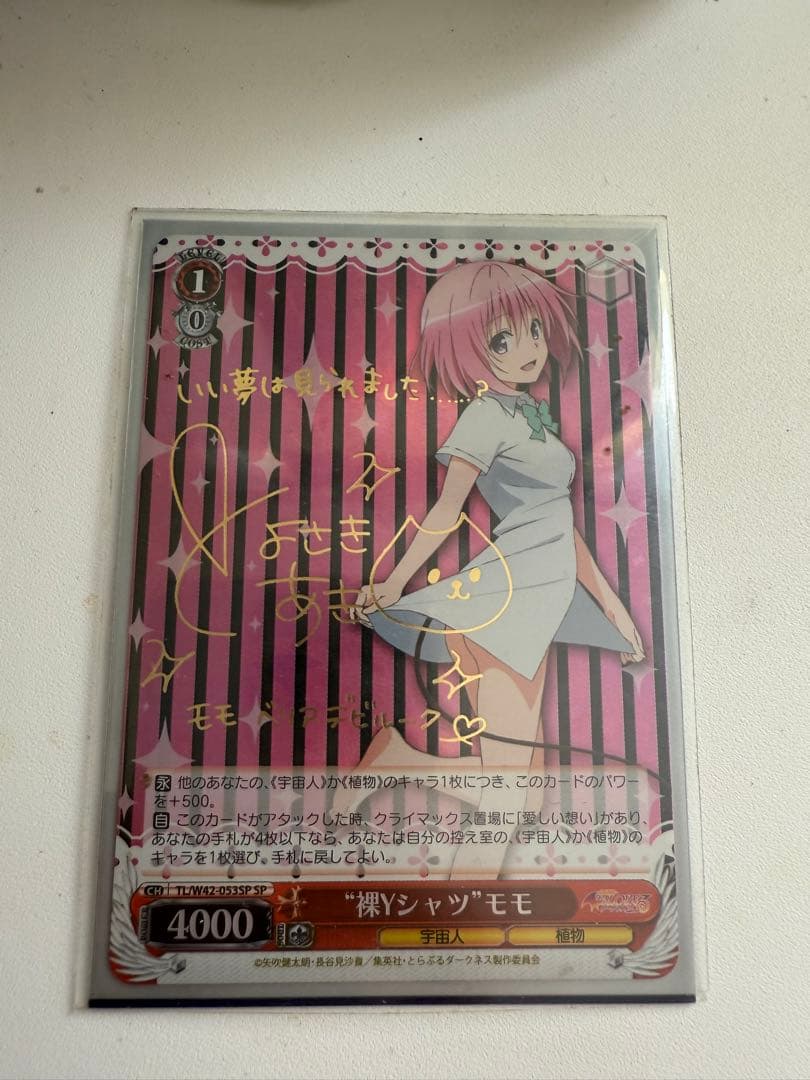 LEVEL
1
0
COST
いい夢は見られました……?
とよさき
あき
モモ ベリア デビルーク
永 他のあなたの、《宇宙人》か《植物》のキャラ1枚につき、このカードのパワー
を+500。
自 このカードがアタックした時、クライマックス置場に「愛しい想い」があり、
あなたの手札が4枚以下なら、あなたは自分の控え室の、《宇宙人》か《植物》の
キャラを1枚選び、手札に戻してよい。
CH TL/W42-053SP SP
“裸Yシャツ”モモ
4000
宇宙人 植物
©矢吹健太朗・長谷見沙貴/集英社・とらぶるダークネス製作委員会